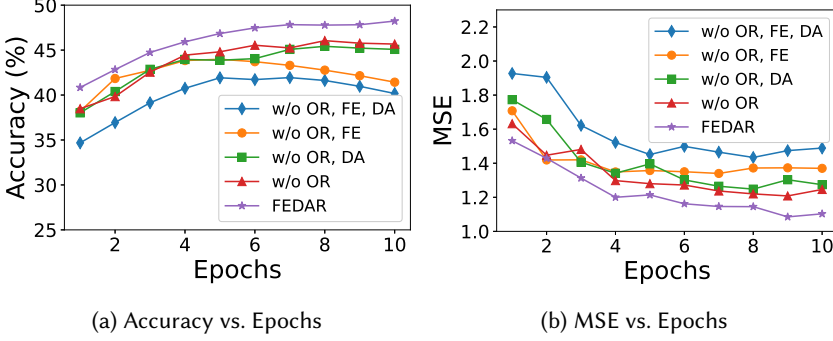 50
45
40
35
30
25
Accuracy (%)
2 4 6 8 10
Epochs
w/o OR, FE, DA
w/o OR, FE
w/o OR, DA
w/o OR
FEDAR
(a) Accuracy vs. Epochs
2.2
2.0
1.8
1.6
1.4
1.2
1.0
MSE
2 4 6 8 10
Epochs
w/o OR, FE, DA
w/o OR, FE
w/o OR, DA
w/o OR
FEDAR
(b) MSE vs. Epochs